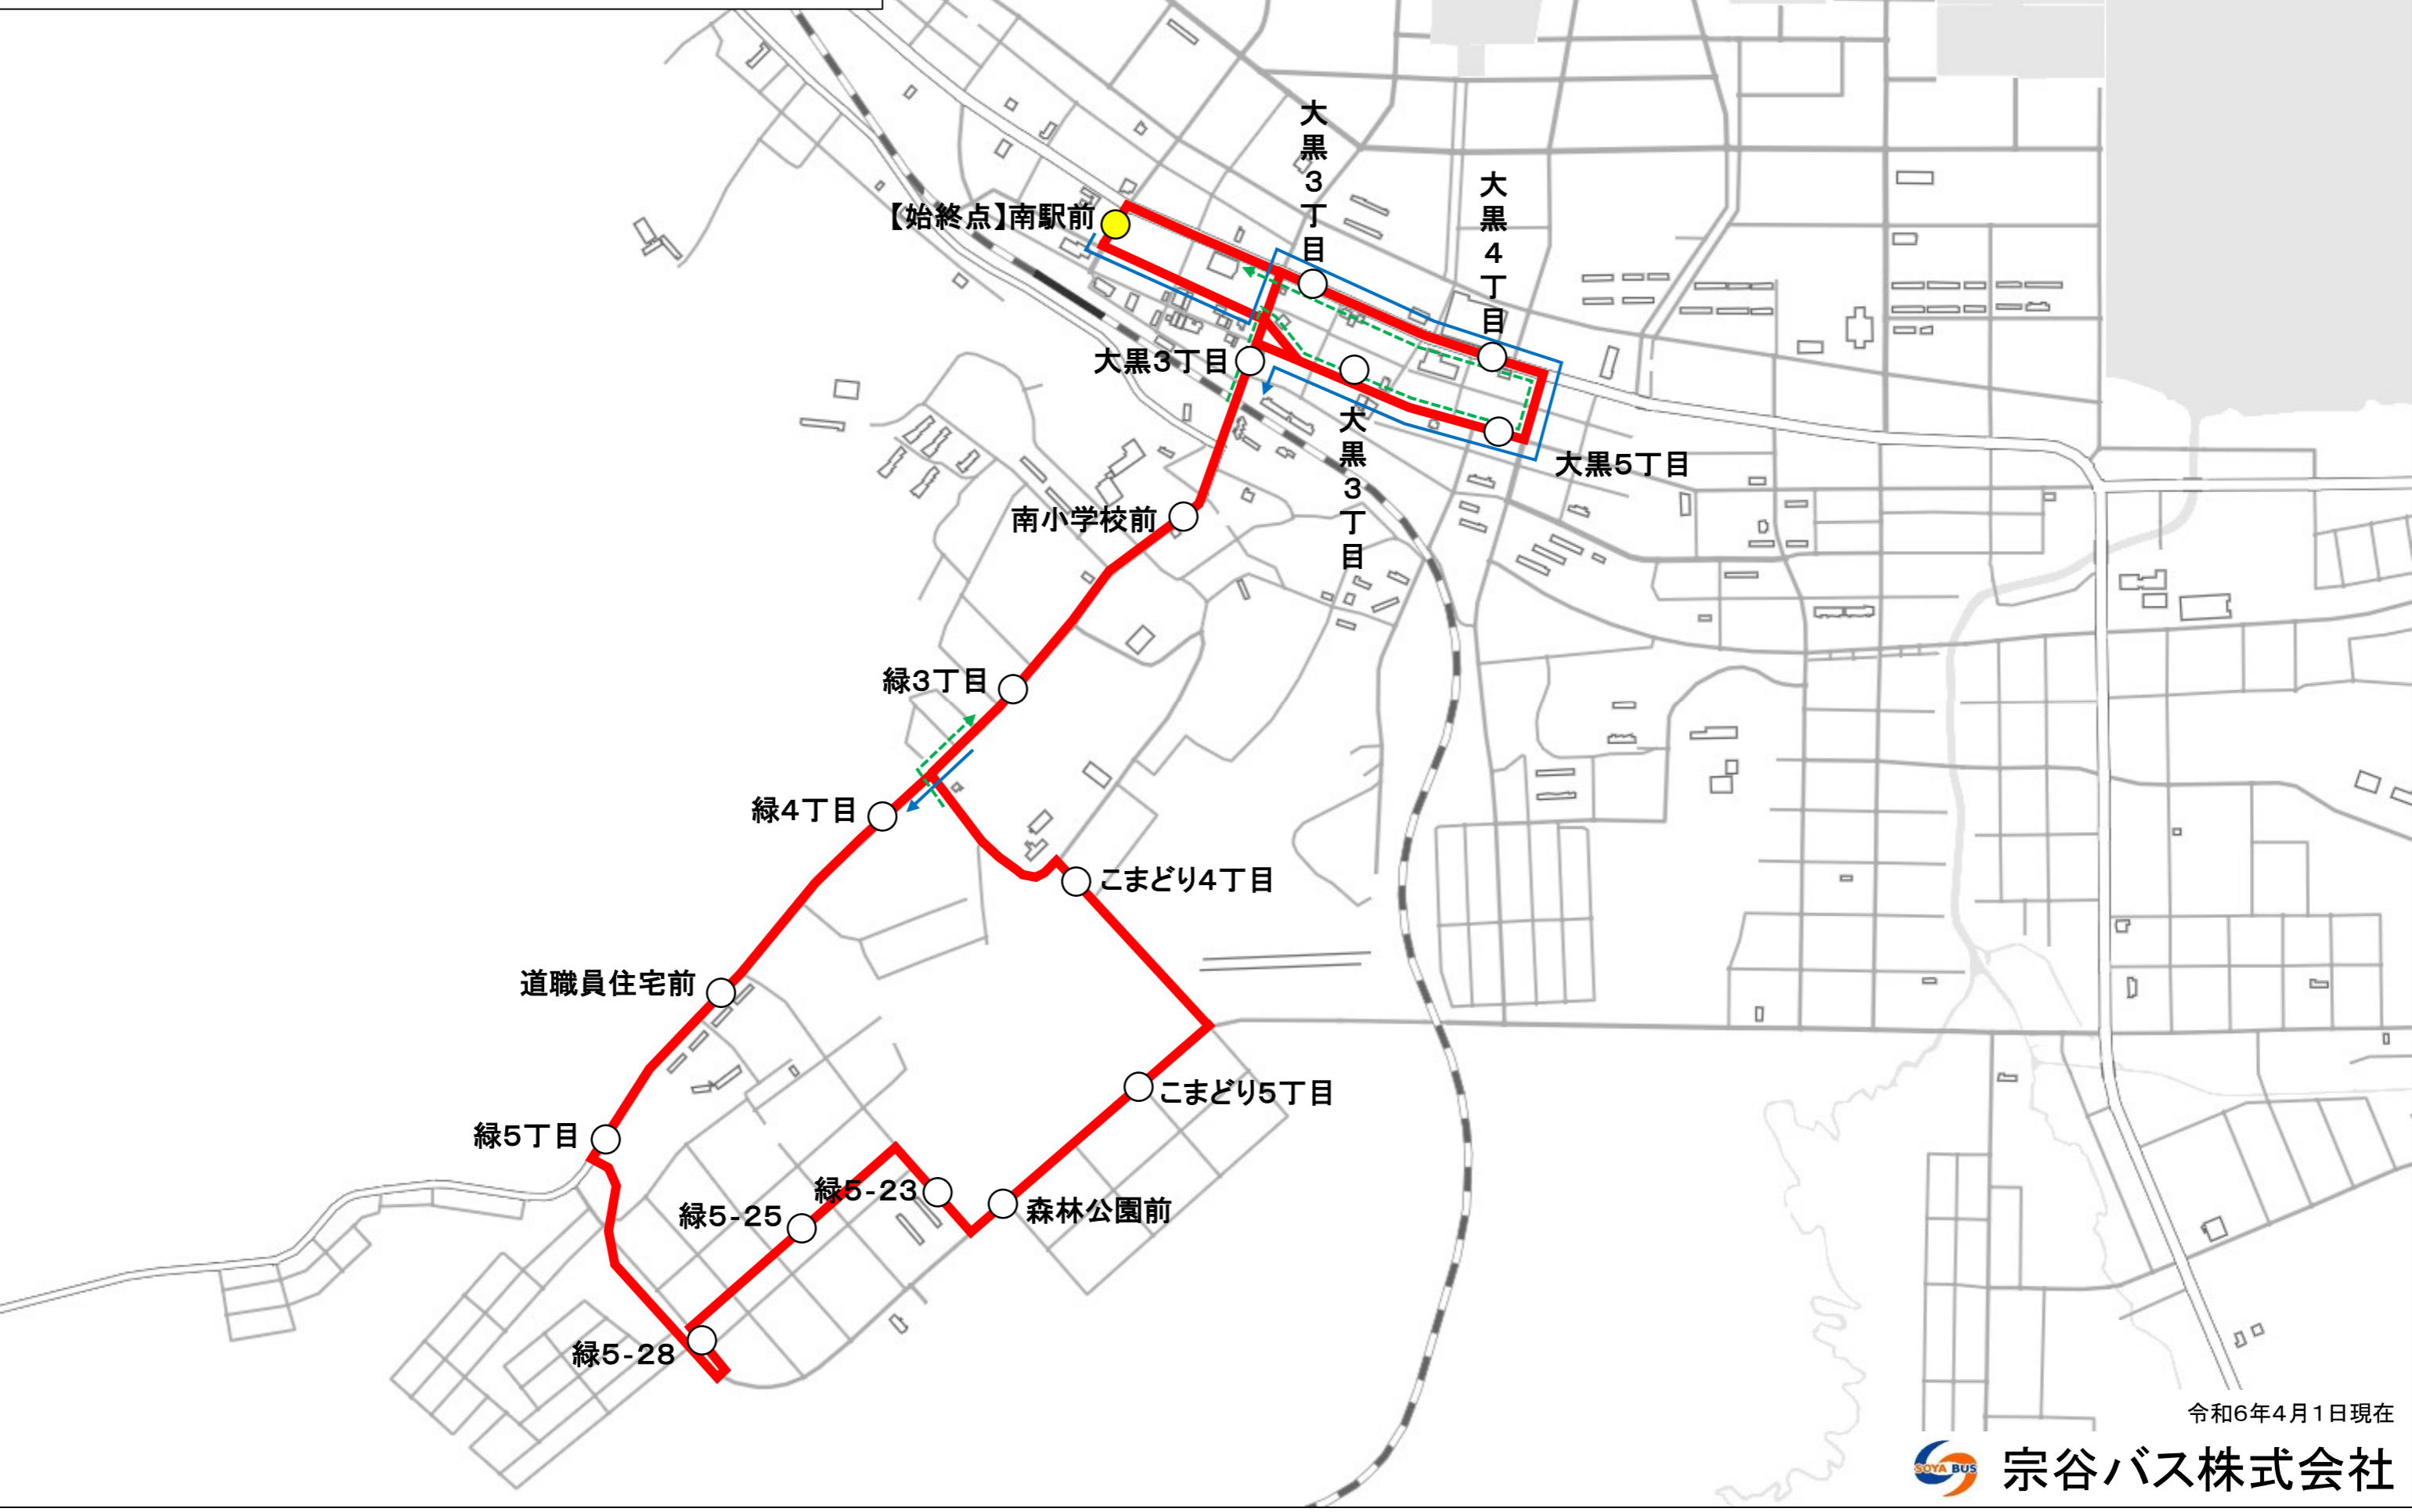 大黒3丁目
大黒4丁目
【始終点】南駅前
大黒3丁目
大黒3丁目
大黒5丁目
南小学校前
緑3丁目
緑4丁目
こまどり4丁目
道職員住宅前
こまどり5丁目
緑5丁目
緑5-23
緑5-25
森林公園前
緑5-28
令和6年4月1日現在
SOYA BUS
宗谷バス株式会社